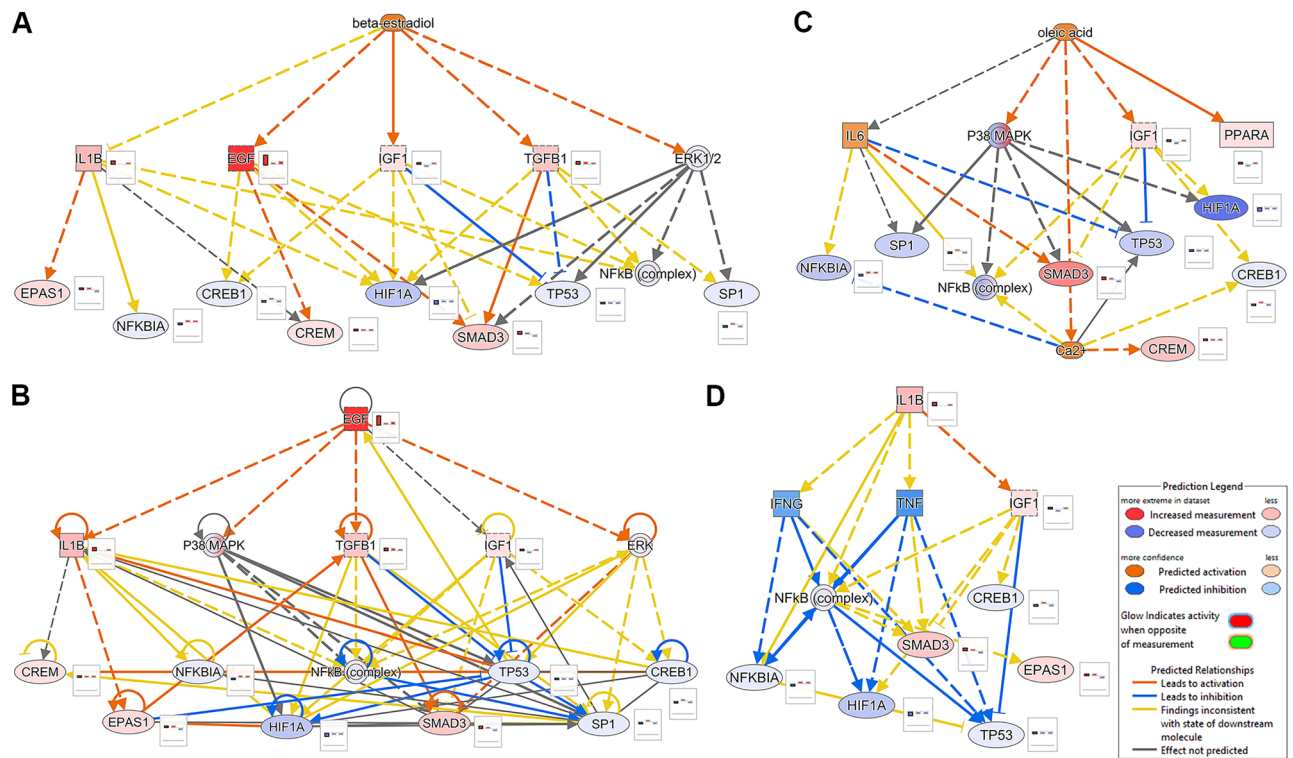 A
beta-estradiol
IL1B
EGF
IGF1
TGFB1
ERK1/2
EPAS1
NFKBIA
CREB1
CREM
HIF1A
SMAD3
TP53
NFkB (complex)
SP1
C
oleic acid
IL6
P38 MAPK
IGF1
PPARA
HIF1A
SP1
TP53
NFKBIA
SMAD3
CREB1
NFkB (complex)
Ca2+
CREM
B
EGF
IL1B
P38 MAPK
TGFB1
IGF1
ERK
CREM
NFKBIA
NFkB (complex)
TP53
CREB1
EPAS1
HIF1A
SMAD3
SP1
D
IL1B
IFNG
TNF
IGF1
NFkB (complex)
CREB1
SMAD3
NFKBIA
EPAS1
HIF1A
TP53
Prediction Legend
more extreme in dataset
less
Increased measurement
Decreased measurement
more confidence
less
Predicted activation
Predicted inhibition
Glow Indicates activity
when opposite
of measurement
Predicted Relationships
Leads to activation
Leads to inhibition
Findings inconsistent
with state of downstream
molecule
Effect not predicted